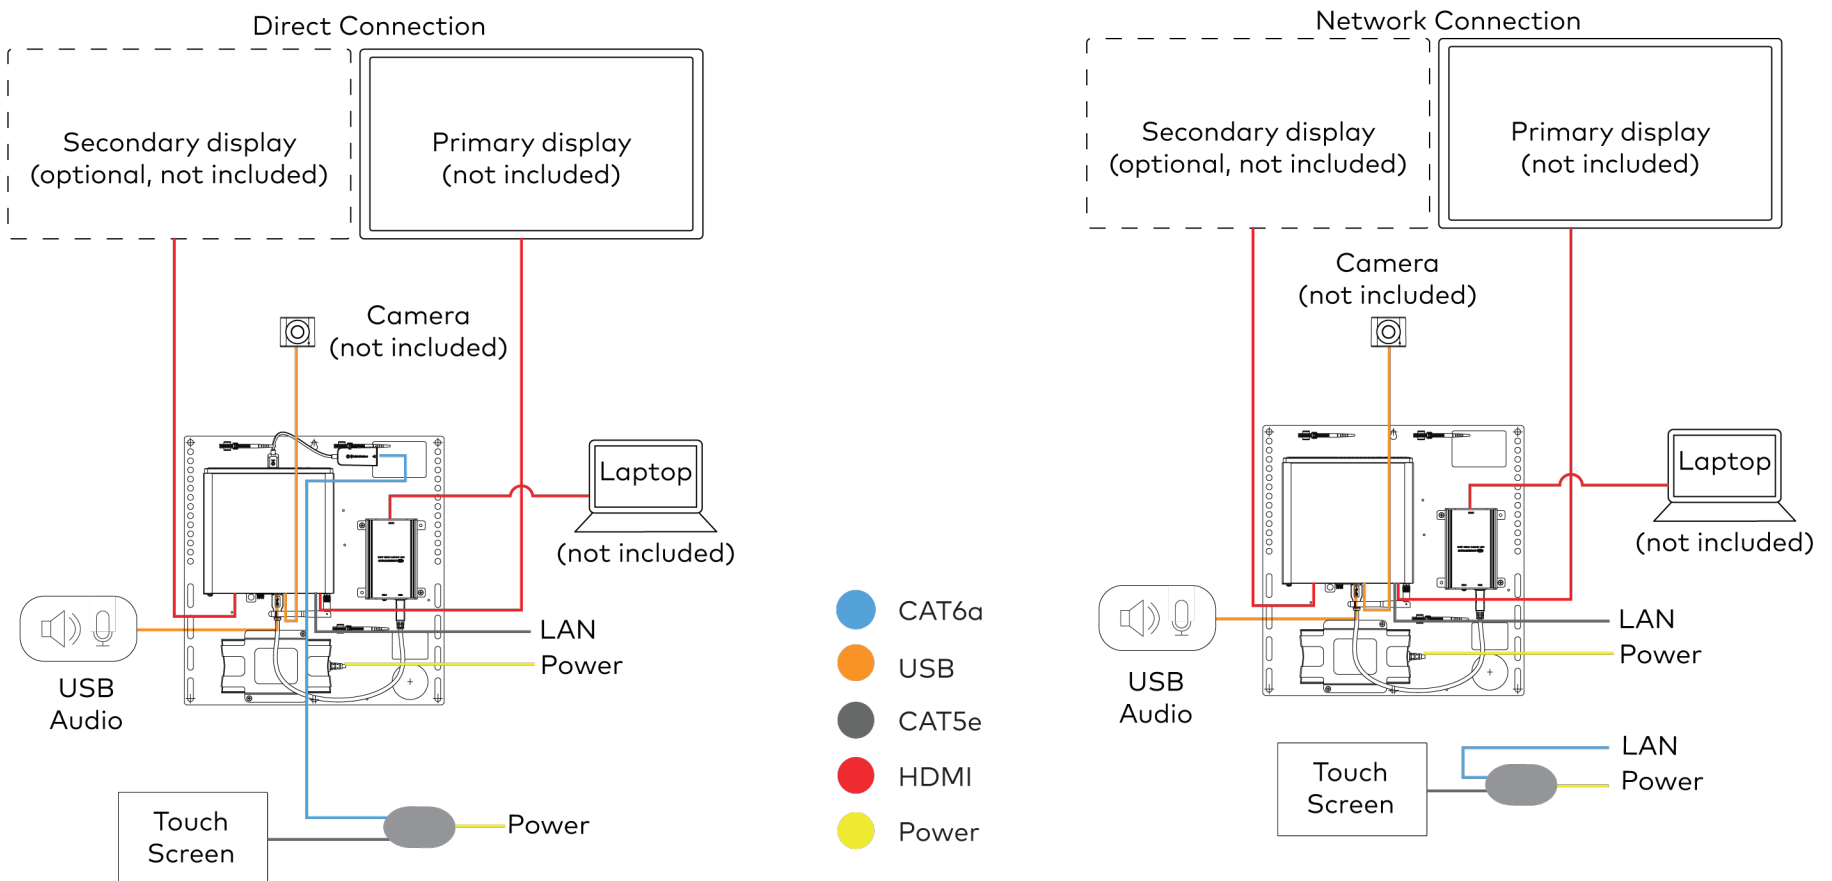 Direct Connection
Secondary display
(optional, not included)
Primary display
(not included)
Camera
(not included)
Laptop
(not included)
LAN
Power
USB
Audio
Touch
Screen
Power
CAT6a
USB
CAT5e
HDMI
Power
Network Connection
Secondary display
(optional, not included)
Primary display
(not included)
Camera
(not included)
Laptop
(not included)
LAN
Power
USB
Audio
Touch
Screen
LAN
Power